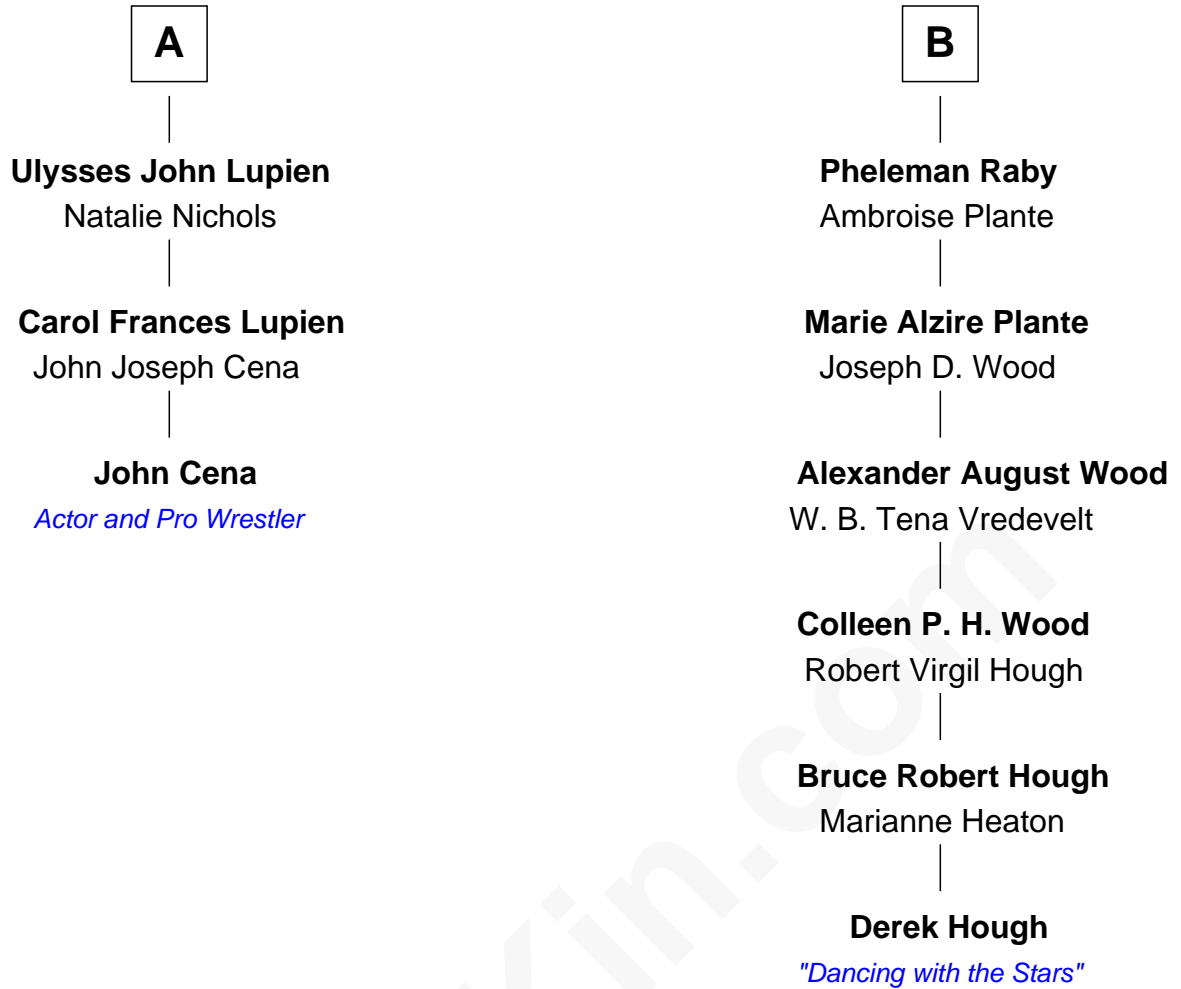 A
Ulysses John Lupien
Natalie Nichols
Carol Frances Lupien
John Joseph Cena
John Cena
Actor and Pro Wrestler
B
Pheleman Raby
Ambroise Plante
Marie Alzire Plante
Joseph D. Wood
Alexander August Wood
W. B. Tena Vredevelt
Colleen P. H. Wood
Robert Virgil Hough
Bruce Robert Hough
Marianne Heaton
Derek Hough
"Dancing with the Stars"
Kin.com